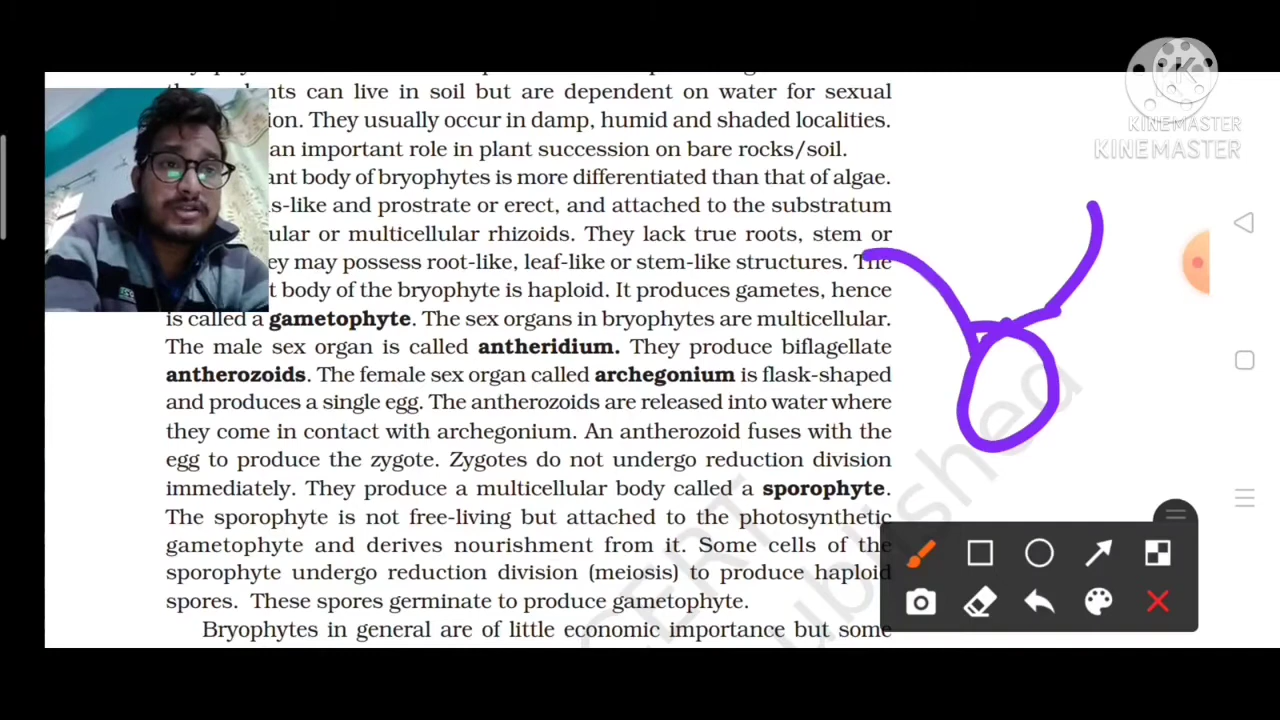 KINEMASTER
KINEMASTER
nts can live in soil but are dependent on water for sexual
ion. They usually occur in damp, humid and shaded localities.
an important role in plant succession on bare rocks/soil.
ant body of bryophytes is more differentiated than that of algae.
s-like and prostrate or erect, and attached to the substratum
ular or multicellular rhizoids. They lack true roots, stem or
ey may possess root-like, leaf-like or stem-like structures. The
t body of the bryophyte is haploid. It produces gametes, hence
is called a gametophyte. The sex organs in bryophytes are multicellular.
The male sex organ is called antheridium. They produce biflagellate
antherozoids. The female sex organ called archegonium is flask-shaped
and produces a single egg. The antherozoids are released into water where
they come in contact with archegonium. An antherozoid fuses with the
egg to produce the zygote. Zygotes do not undergo reduction division
immediately. They produce a multicellular body called a sporophyte.
The sporophyte is not free-living but attached to the photosynthetic
gametophyte and derives nourishment from it. Some cells of the
sporophyte undergo reduction division (meiosis) to produce haploid
spores. These spores germinate to produce gametophyte.
Bryophytes in general are of little economic importance but some